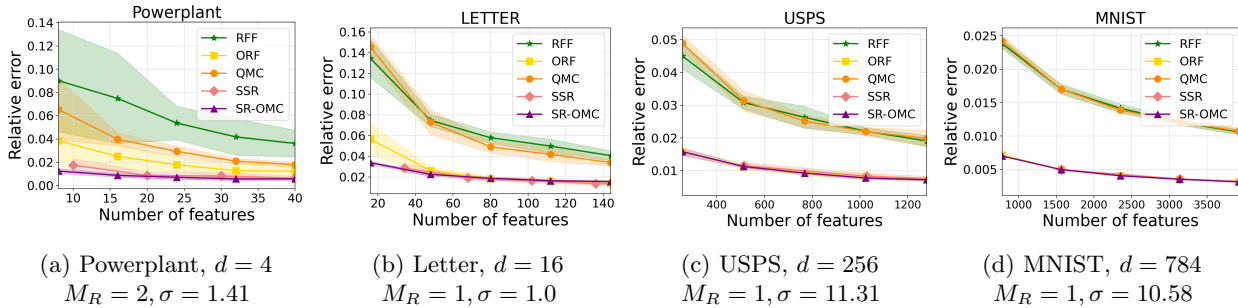 Powerplant
Relative error
0.14
0.12
0.10
0.08
0.06
0.04
0.02
0.00
10 15 20 25 30 35 40
Number of features
RFF
ORF
QMC
SSR
SR-OMC
LETTER
Relative error
0.16
0.14
0.12
0.10
0.08
0.06
0.04
0.02
20 40 60 80 100 120 140
Number of features
RFF
ORF
QMC
SSR
SR-OMC
USPS
Relative error
0.05
0.04
0.03
0.02
0.01
400 600 800 1000 1200
Number of features
RFF
ORF
QMC
SSR
SR-OMC
MNIST
Relative error
0.025
0.020
0.015
0.010
0.005
1000 1500 2000 2500 3000 3500
Number of features
RFF
ORF
QMC
SSR
SR-OMC
(a) Powerplant, d = 4
M_R = 2, σ = 1.41
(b) Letter, d = 16
M_R = 1, σ = 1.0
(c) USPS, d = 256
M_R = 1, σ = 11.31
(d) MNIST, d = 784
M_R = 1, σ = 10.58